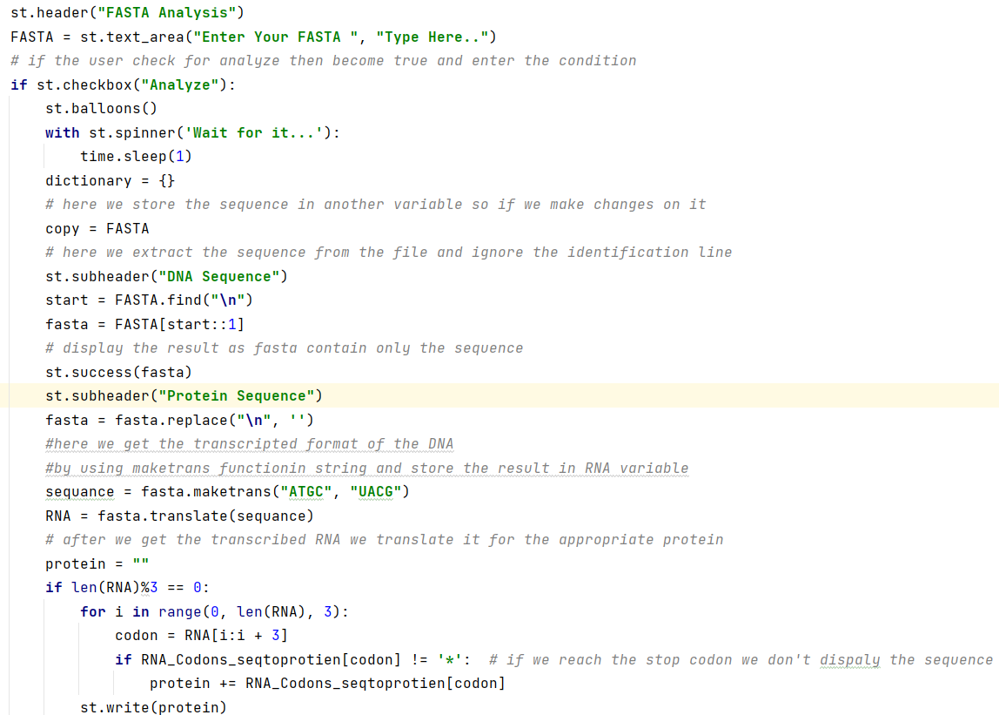 st.header("FASTA Analysis")
FASTA = st.text_area("Enter Your FASTA ", "Type Here..")
# if the user check for analyze then become true and enter the condition
if st.checkbox("Analyze"):
    st.balloons()
    with st.spinner('Wait for it...'):
        time.sleep(1)
    dictionary = {}
    # here we store the sequence in another variable so if we make changes on it
    copy = FASTA
    # here we extract the sequence from the file and ignore the identification line
    st.subheader("DNA Sequence")
    start = FASTA.find("\n")
    fasta = FASTA[start::1]
    # display the result as fasta contain only the sequence
    st.success(fasta)
    st.subheader("Protein Sequence")
    fasta = fasta.replace("\n", '')
    #here we get the transcripted format of the DNA
    #by using maketrans functionin string and store the result in RNA variable
    sequance = fasta.maketrans("ATGC", "UACG")
    RNA = fasta.translate(sequance)
    # after we get the transcribed RNA we translate it for the appropriate protein
    protein = ""
    if len(RNA)%3 == 0:
        for i in range(0, len(RNA), 3):
            codon = RNA[i:i + 3]
            if RNA_Codons_seqtoprotien[codon] != '*':  # if we reach the stop codon we don't dispaly the sequence
                protein += RNA_Codons_seqtoprotien[codon]
        st.write(protein)